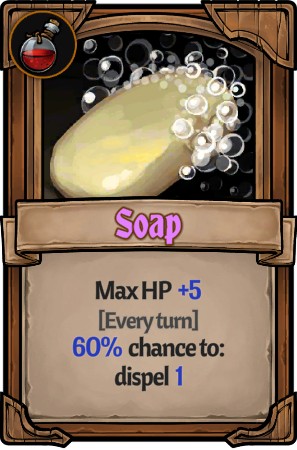 Soap
Max HP +5
[Every turn]
60% chance to:
dispel 1